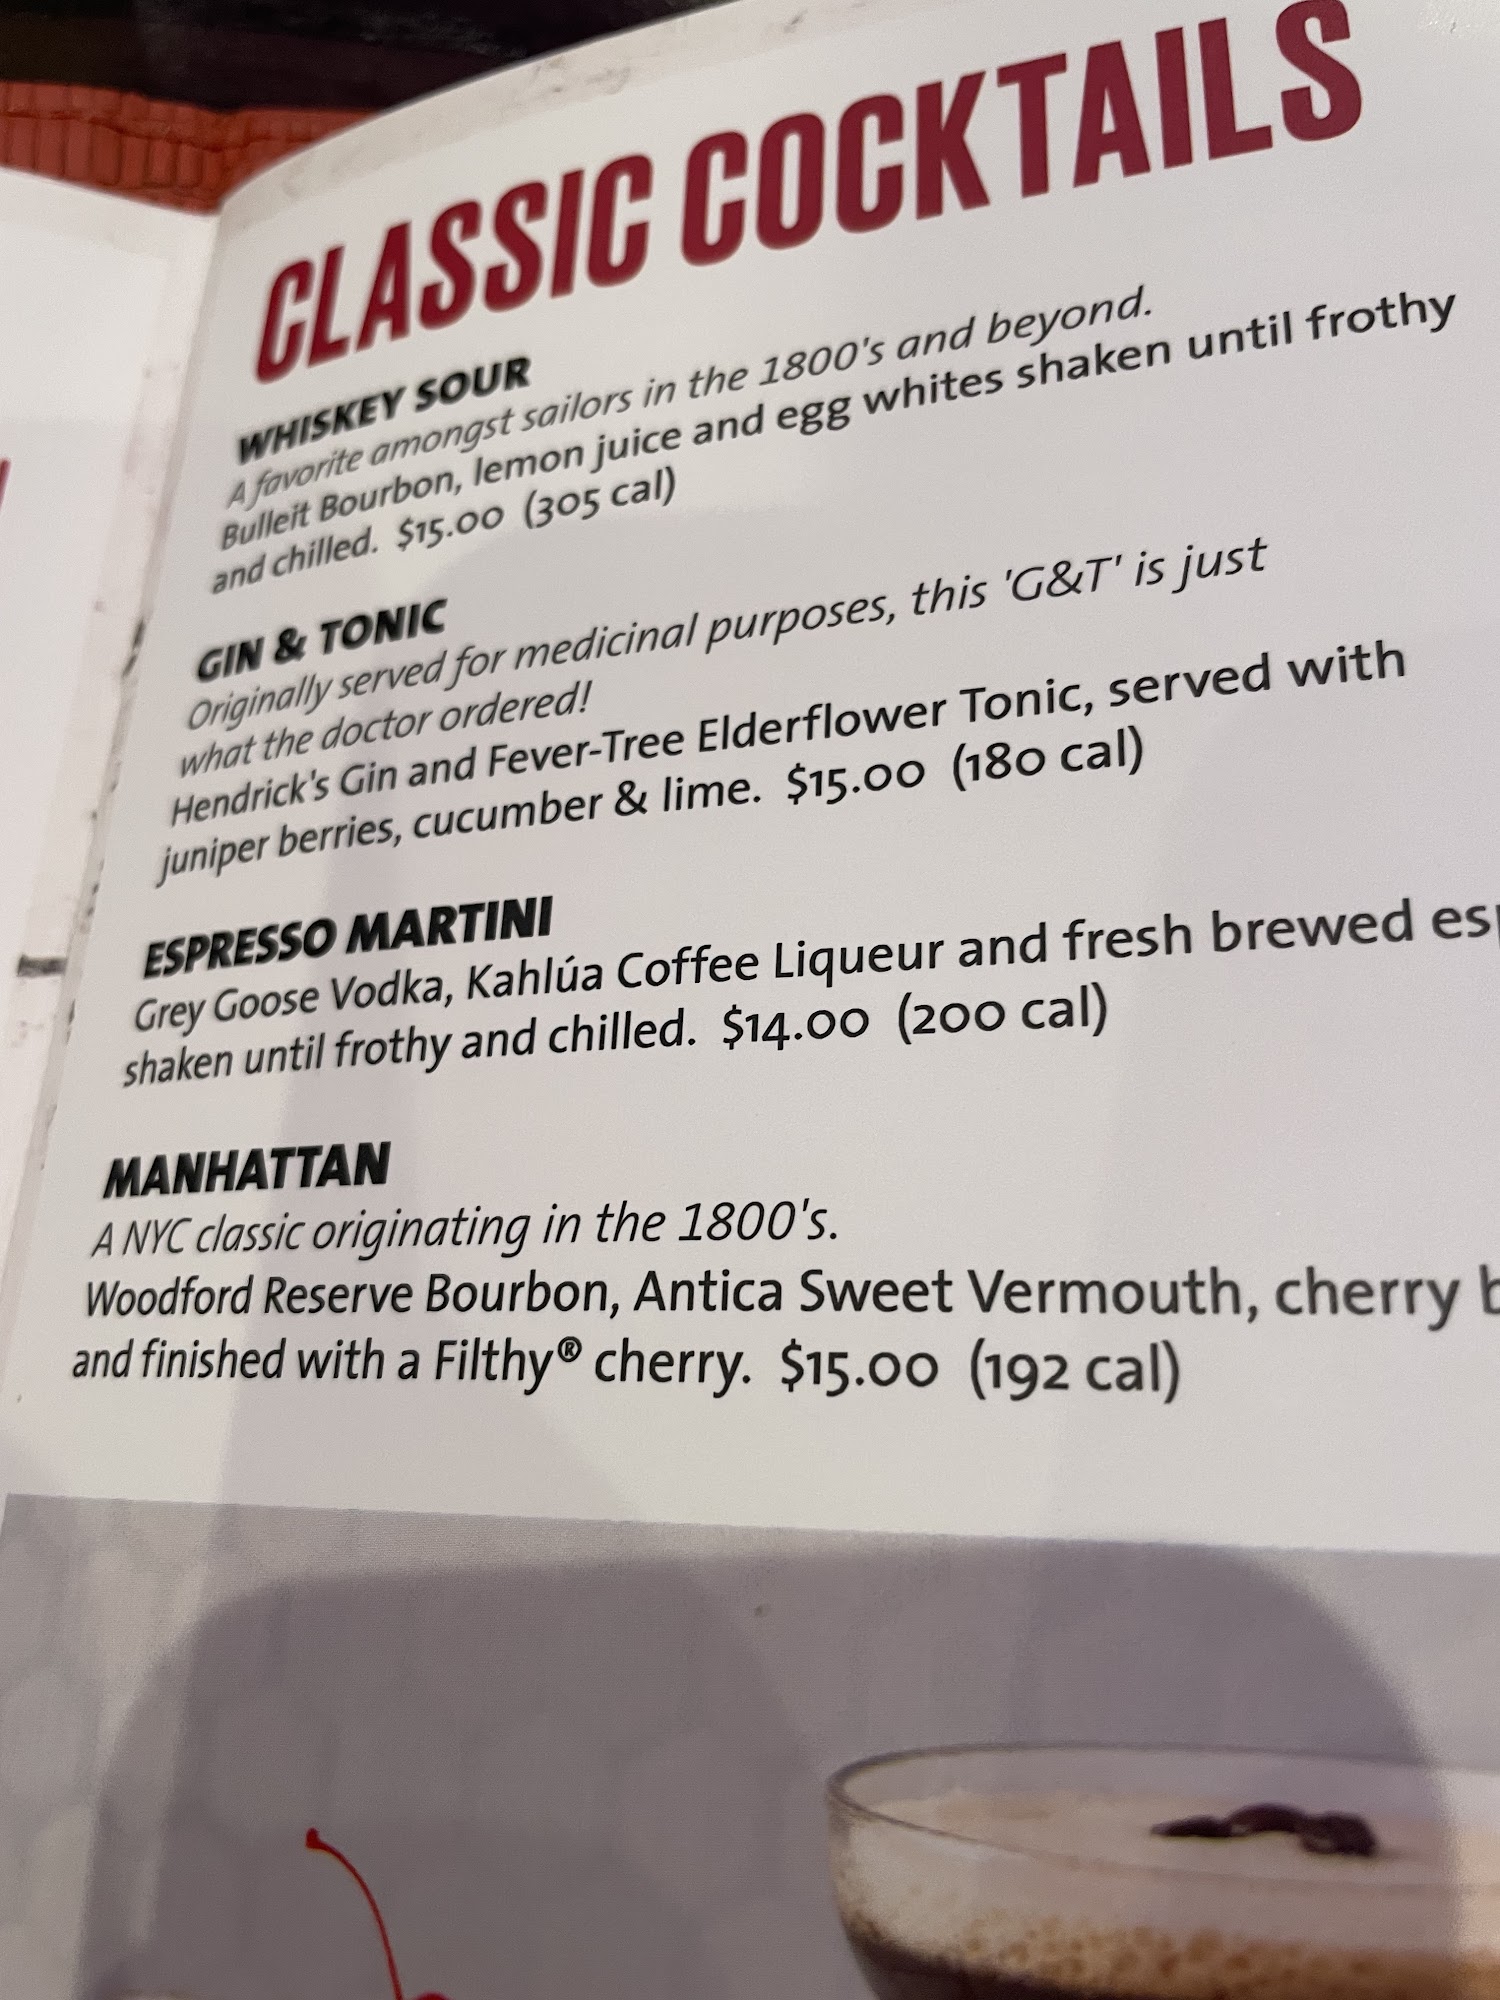 CLASSIC COCKTAILS
WHISKEY SOUR
A favorite amongst sailors in the 1800's and beyond.
Bulleit Bourbon, lemon juice and egg whites shaken until frothy
and chilled. $15.00 (305 cal)
GIN & TONIC
Originally served for medicinal purposes, this 'G&T' is just
what the doctor ordered!
Hendrick's Gin and Fever-Tree Elderflower Tonic, served with
juniper berries, cucumber & lime. $15.00 (180 cal)
ESPRESSO MARTINI
Grey Goose Vodka, Kahlúa Coffee Liqueur and fresh brewed
shaken until frothy and chilled. $14.00 (200 cal)
MANHATTAN
A NYC classic originating in the 1800's.
Woodford Reserve Bourbon, Antica Sweet Vermouth, cherry
and finished with a Filthy® cherry. $15.00 (192 cal)